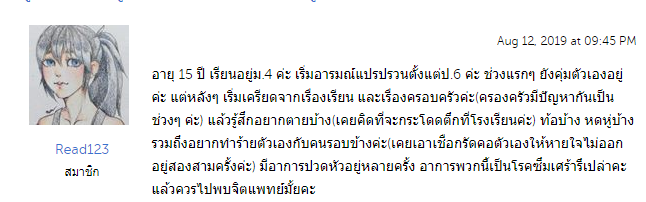 Aug 12, 2019 at 09:45 PM
อายุ 15 ปี เรียนอยู่ม.4 ค่ะ เริ่มอารมณ์แปรปรวนตั้งแต่ป.6 ค่ะ ช่วงแรกๆ ยังคุ่มตัวเองอยู่
ค่ะ แต่หลังๆ เริ่มเครียดจากเรื่องเรียน และเรื่องครอบครัวค่ะ(ครองครัวมีปัญหากันเป็น
ช่วงๆ ค่ะ) แล้วรู้สึกอยากตายบ้าง(เคยคิดที่จะกระโดดตึกที่โรงเรียนค่ะ) ท้อบ้าง หดหู่บ้าง
รวมถึงอยากทำร้ายตัวเองกับคนรอบข้างค่ะ(เคยเอาเชือกรัดคอตัวเองให้หายใจไม่ออก
อยู่สองสามครั้งค่ะ) มีอาการปวดหัวอยู่หลายครั้ง อาการพวกนี้เป็นโรคซึ่มเศร้ารึเปล่าคะ
แล้วควรไปพบจิตแพทย์มั้ยคะ
Read123
สมาชิก